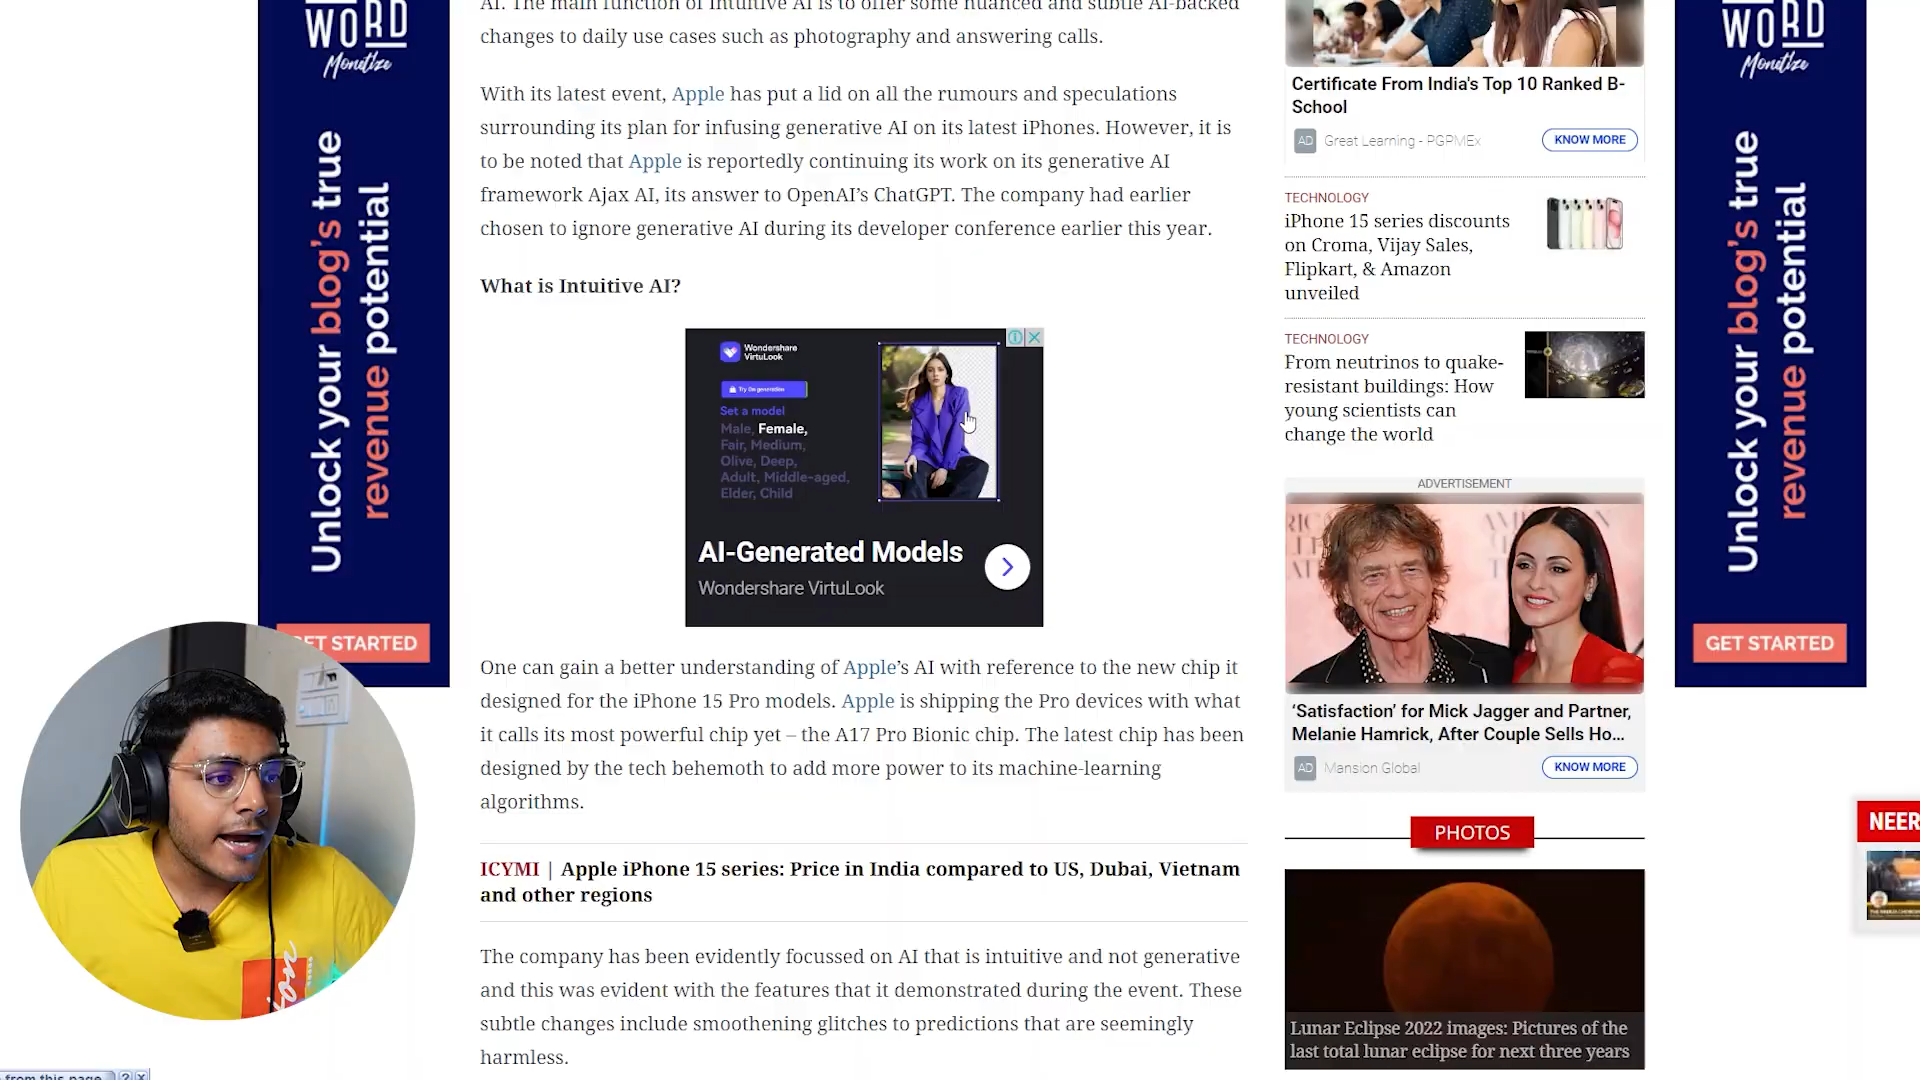 WORD
Monetize
Unlock your blog's true
revenue potential
GET STARTED
AI. The main function of Intuitive AI is to offer some nuanced and subtle AI-backed
changes to daily use cases such as photography and answering calls.
With its latest event, Apple has put a lid on all the rumours and speculations
surrounding its plan for infusing generative AI on its latest iPhones. However, it is
to be noted that Apple is reportedly continuing its work on its generative AI
framework Ajax AI, its answer to OpenAI’s ChatGPT. The company had earlier
chosen to ignore generative AI during its developer conference earlier this year.
What is Intuitive AI?
Wondershare
VirtuLook
Try On generation
Set a model
Male, Female,
Fair, Medium,
Olive, Deep,
Adult, Middle-aged,
Elder, Child
AI-Generated Models
Wondershare VirtuLook
One can gain a better understanding of Apple’s AI with reference to the new chip it
designed for the iPhone 15 Pro models. Apple is shipping the Pro devices with what
it calls its most powerful chip yet – the A17 Pro Bionic chip. The latest chip has been
designed by the tech behemoth to add more power to its machine-learning
algorithms.
ICYMI | Apple iPhone 15 series: Price in India compared to US, Dubai, Vietnam
and other regions
The company has been evidently focussed on AI that is intuitive and not generative
and this was evident with the features that it demonstrated during the event. These
subtle changes include smoothening glitches to predictions that are seemingly
harmless.
Certificate From India's Top 10 Ranked B-
School
AD Great Learning - PGPMEx KNOW MORE
TECHNOLOGY
iPhone 15 series discounts
on Croma, Vijay Sales,
Flipkart, & Amazon
unveiled
TECHNOLOGY
From neutrinos to quake-
resistant buildings: How
young scientists can
change the world
ADVERTISEMENT
‘Satisfaction’ for Mick Jagger and Partner,
Melanie Hamrick, After Couple Sells Ho...
AD Mansion Global KNOW MORE
PHOTOS
Lunar Eclipse 2022 images: Pictures of the
last total lunar eclipse for next three years
WORD
Monetize
Unlock your blog's true
revenue potential
GET STARTED
NEER
from this page